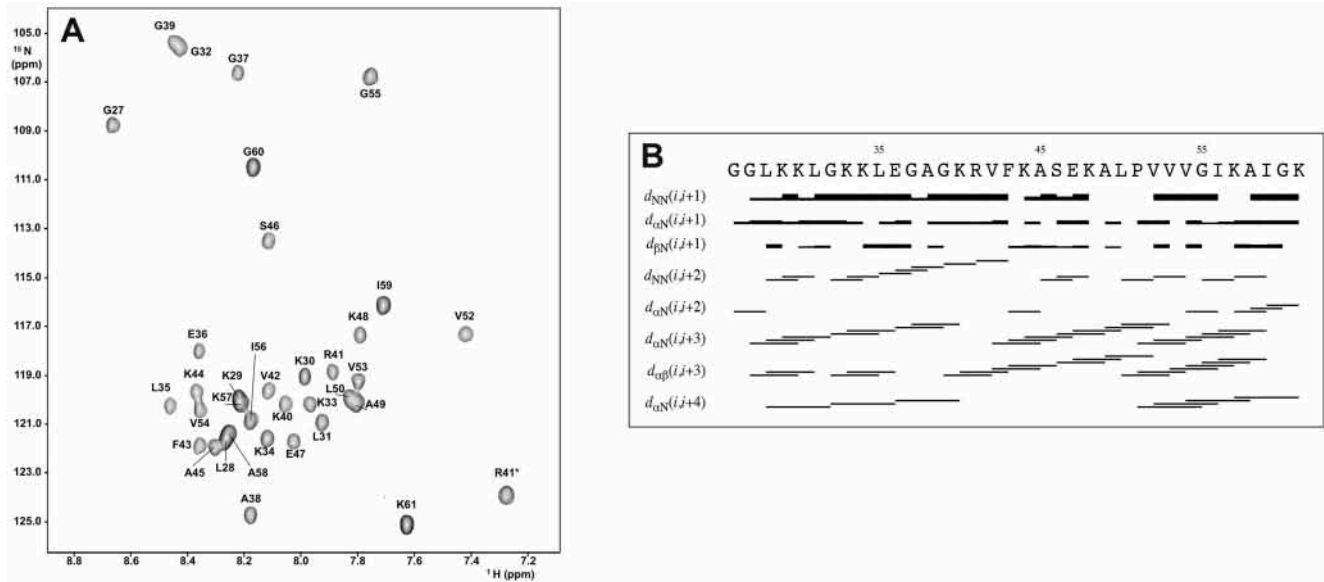 A
105.0
¹⁵N
(ppm)
107.0
109.0
111.0
113.0
115.0
117.0
119.0
121.0
123.0
125.0
G39
G32
G37
G55
G27
G60
S46
I59
K48
V52
E36
I56
K30
R41
V53
K44
K29
V42
L35
K57
L50
K33
A49
V54
K40
L31
F43
K34
E47
A45
L28
A58
R41*
A38
K61
8.8 8.6 8.4 8.2 8.0 7.8 7.6 7.4 7.2
¹H (ppm)
B
35 45 55
GGLKKLGKKLEGAGKRVFKASEKALPVVVGIKAIGK
dNN(i,i+1)
dαN(i,i+1)
dβN(i,i+1)
dNN(i,i+2)
dαN(i,i+2)
dαN(i,i+3)
dαβ(i,i+3)
dαN(i,i+4)